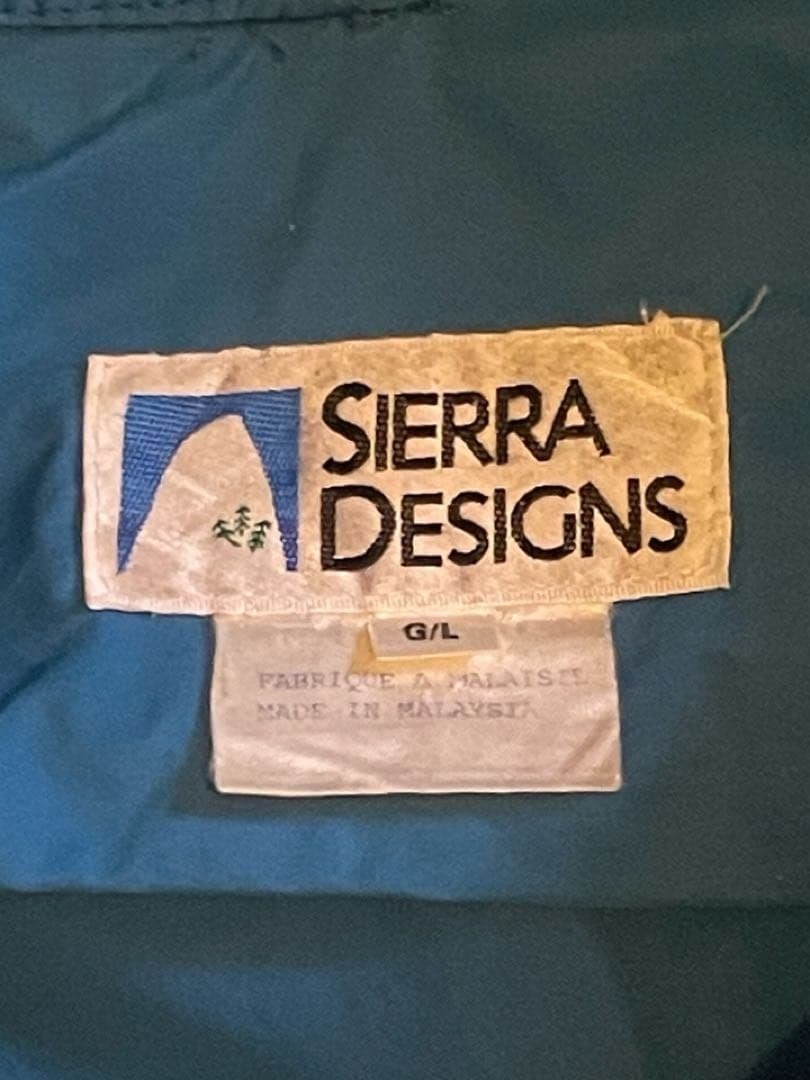 SIERRA
DESIGNS
G/L
FABRIQUE A MALAISIE
MADE IN MALAYSIA